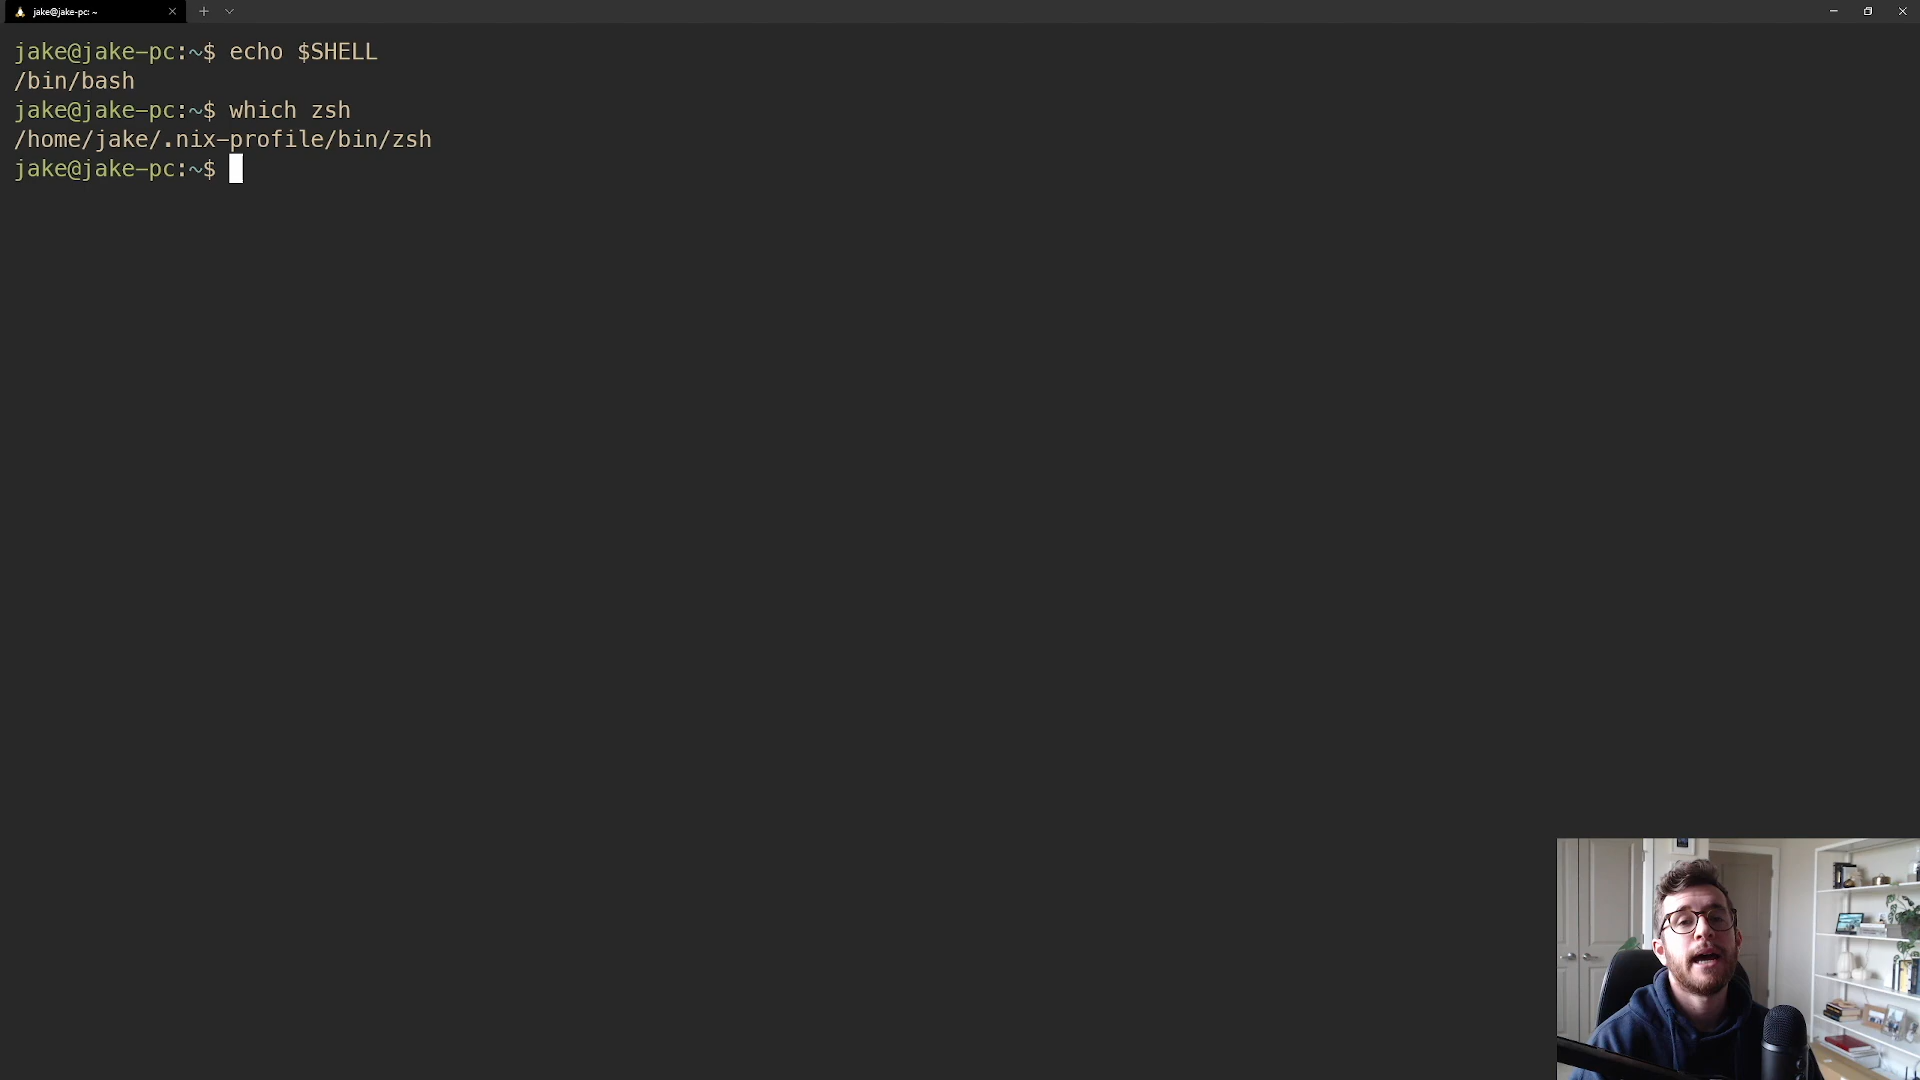 jake@jake-pc: ~
jake@jake-pc:~$ echo $SHELL
/bin/bash
jake@jake-pc:~$ which zsh
/home/jake/.nix-profile/bin/zsh
jake@jake-pc:~$